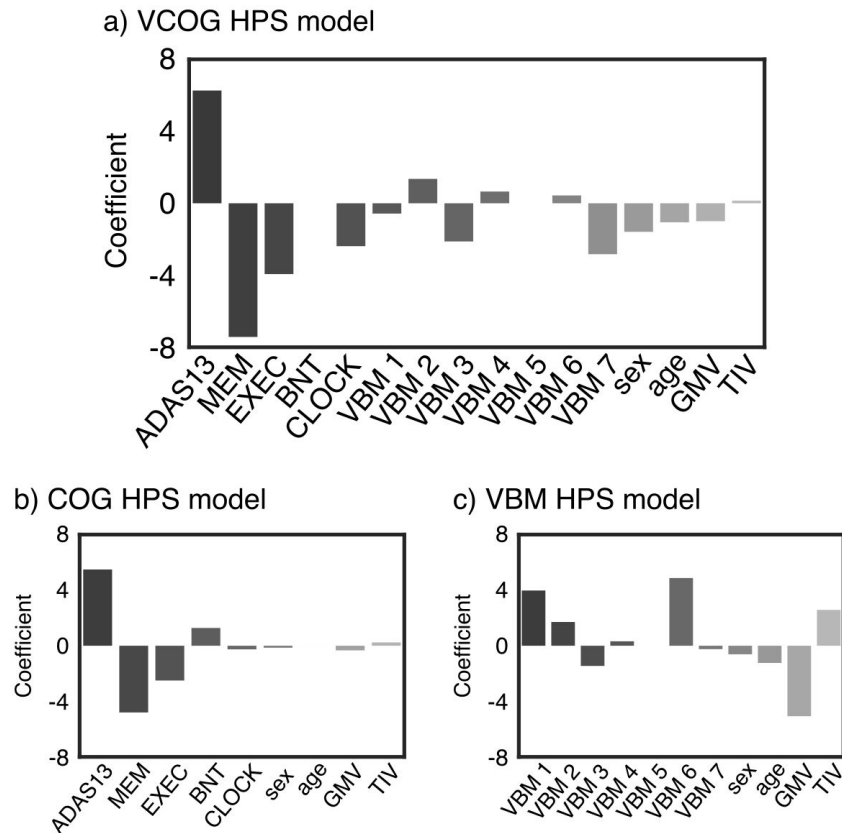 a) VCOG HPS model
8
4
0
-4
-8
Coefficient
ADAS13
MEM
EXEC
BNT
CLOCK
VBM 1
VBM 2
VBM 3
VBM 4
VBM 5
VBM 6
VBM 7
sex
age
GMV
TIV
b) COG HPS model
8
4
0
-4
-8
Coefficient
ADAS13
MEM
EXEC
BNT
CLOCK
sex
age
GMV
TIV
c) VBM HPS model
8
4
0
-4
-8
Coefficient
VBM 1
VBM 2
VBM 3
VBM 4
VBM 5
VBM 6
VBM 7
sex
age
GMV
TIV